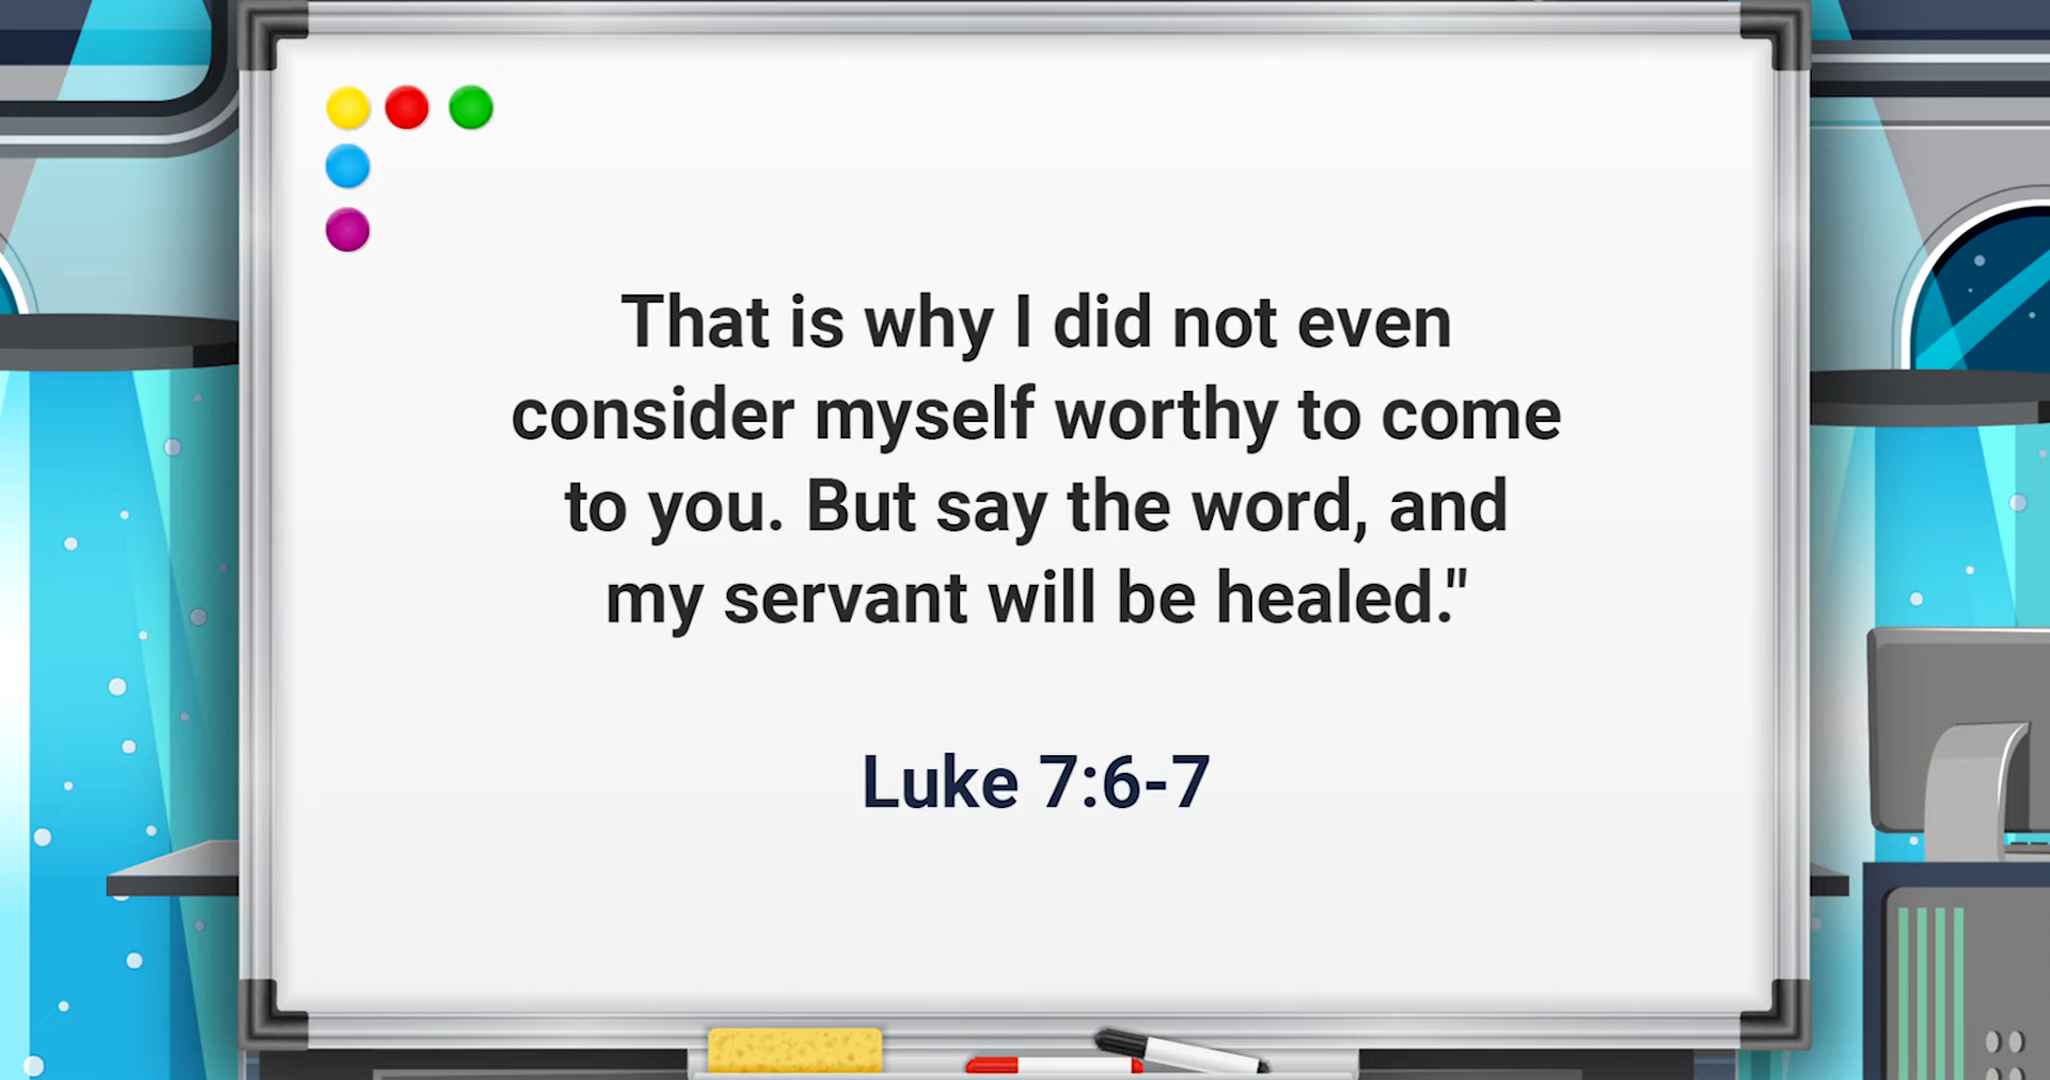 That is why I did not even
consider myself worthy to come
to you. But say the word, and
my servant will be healed."
Luke 7:6-7